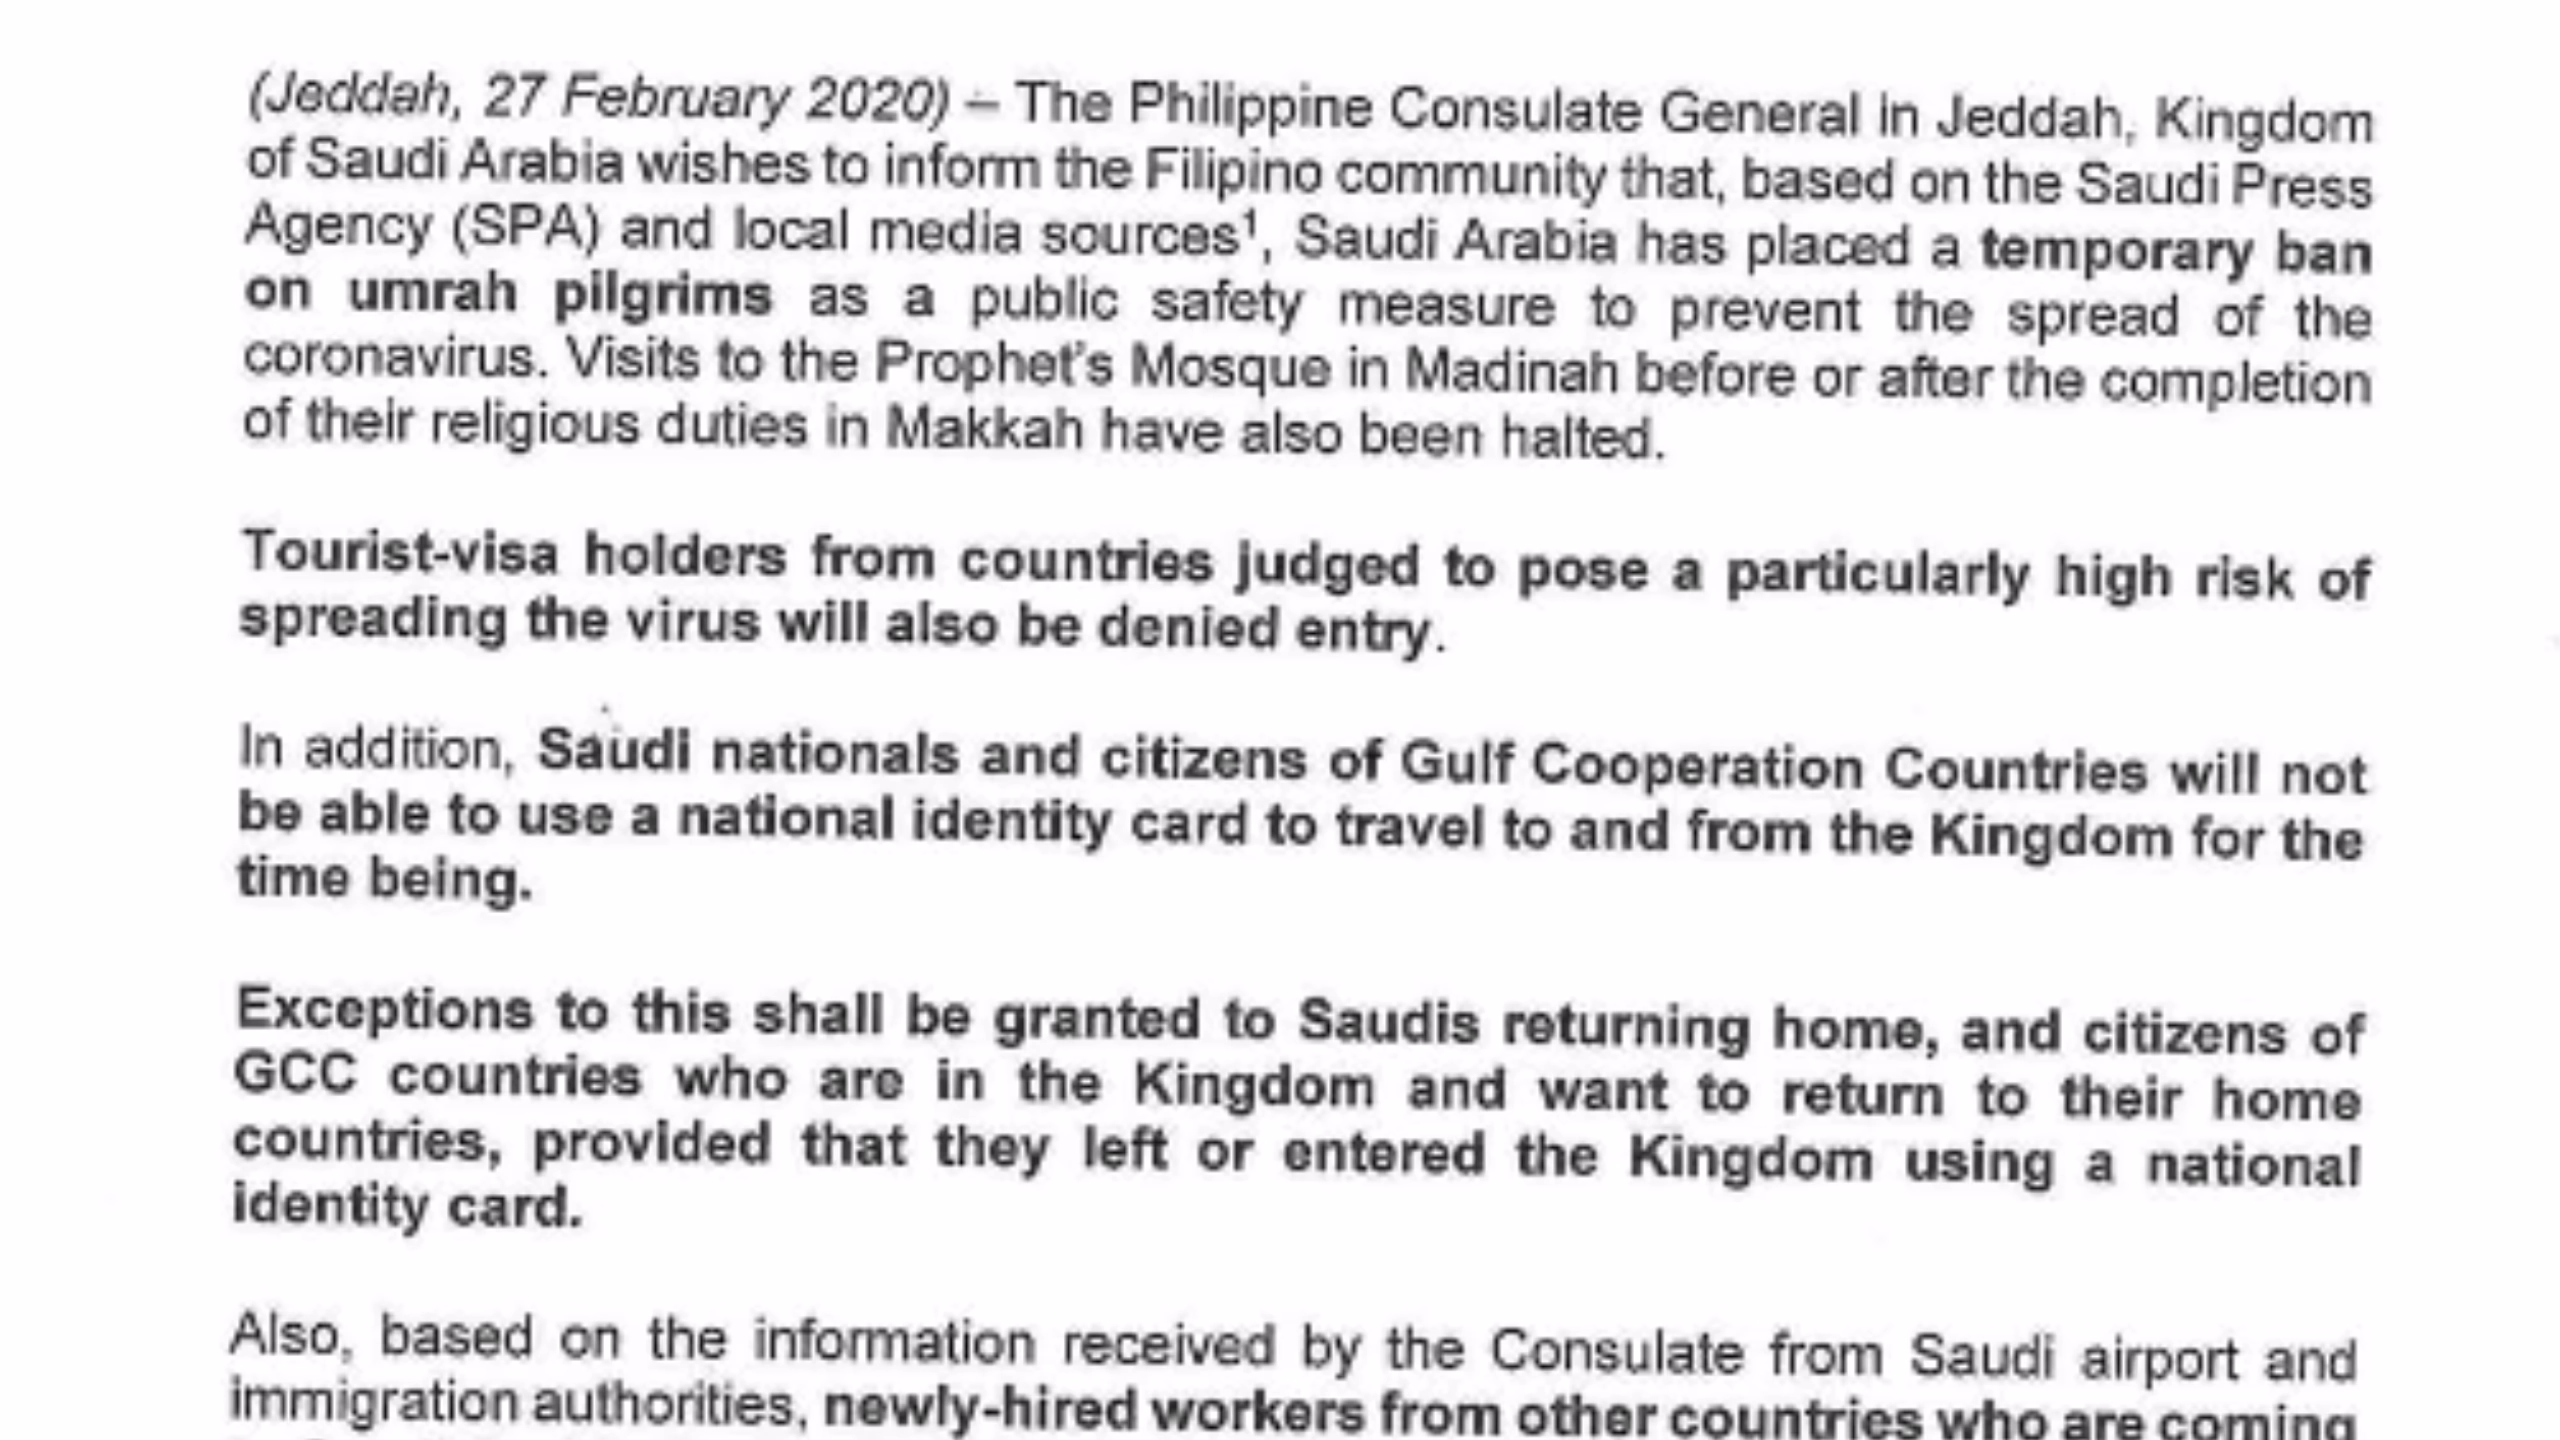 (Jeddah, 27 February 2020) – The Philippine Consulate General in Jeddah, Kingdom
of Saudi Arabia wishes to inform the Filipino community that, based on the Saudi Press
Agency (SPA) and local media sources¹, Saudi Arabia has placed a temporary ban
on umrah pilgrims as a public safety measure to prevent the spread of the
coronavirus. Visits to the Prophet's Mosque in Madinah before or after the completion
of their religious duties in Makkah have also been halted.
Tourist-visa holders from countries judged to pose a particularly high risk of
spreading the virus will also be denied entry.
In addition, Saudi nationals and citizens of Gulf Cooperation Countries will not
be able to use a national identity card to travel to and from the Kingdom for the
time being.
Exceptions to this shall be granted to Saudis returning home, and citizens of
GCC countries who are in the Kingdom and want to return to their home
countries, provided that they left or entered the Kingdom using a national
identity card.
Also, based on the information received by the Consulate from Saudi airport and
immigration authorities, newly-hired workers from other countries who are coming